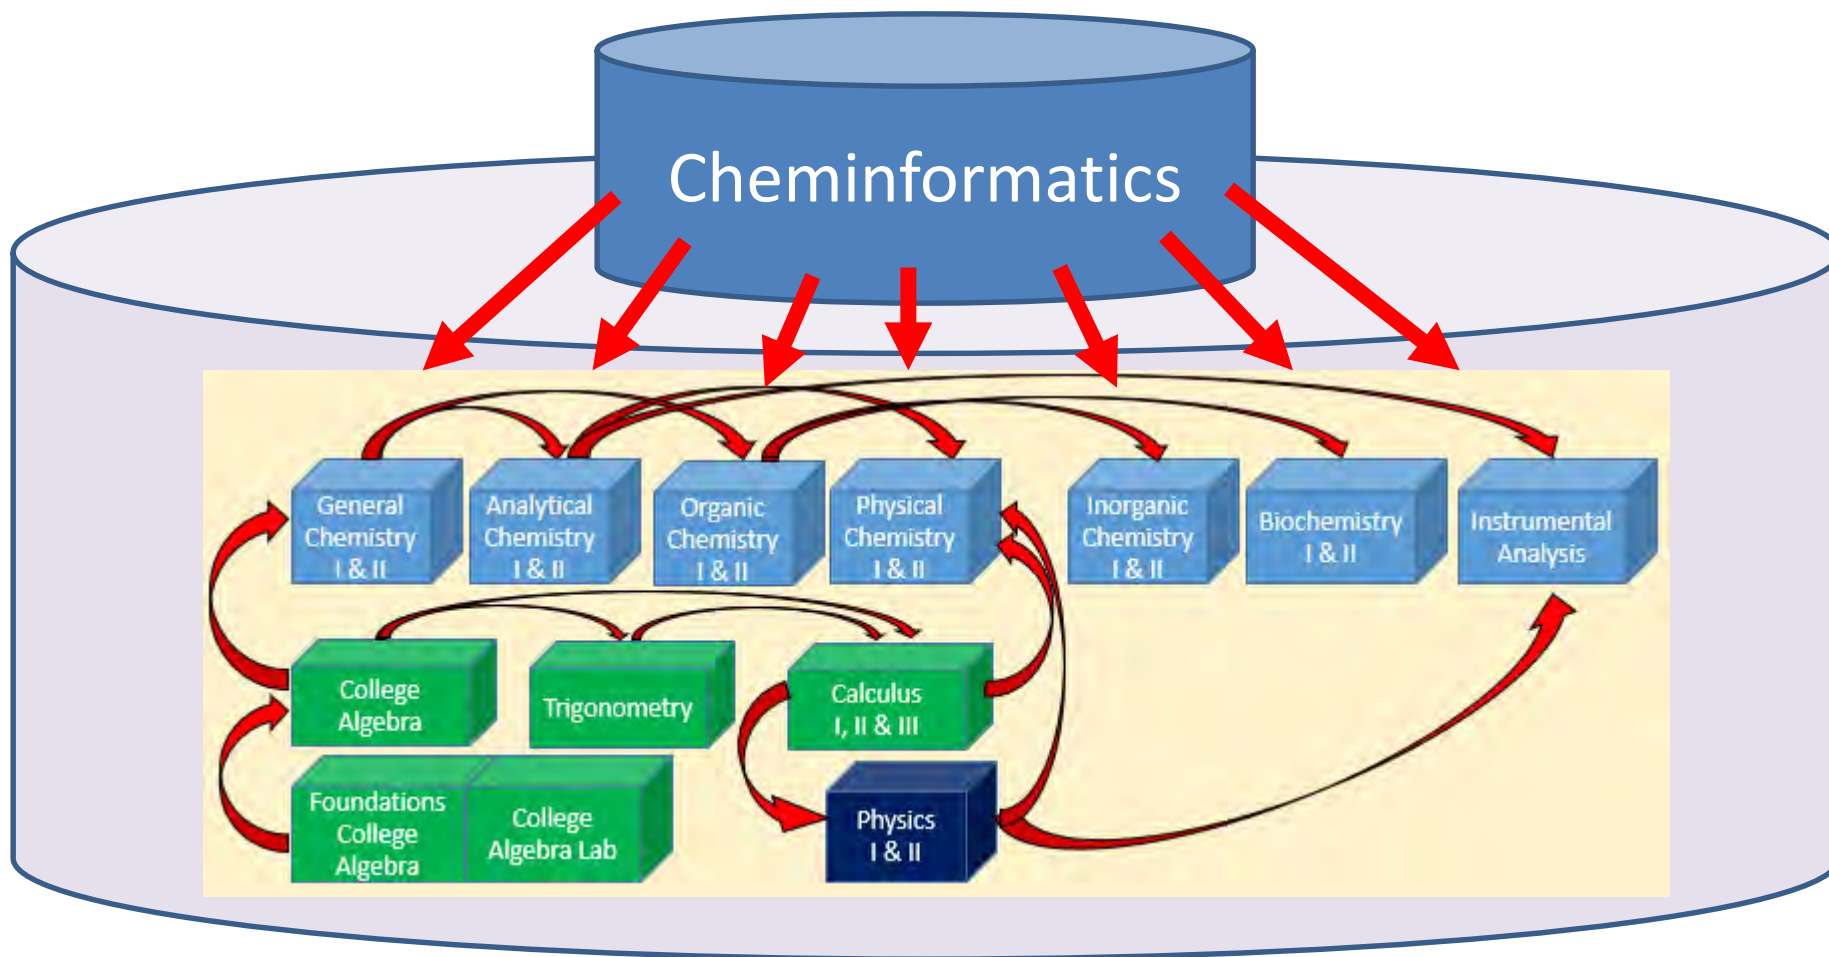 Cheminformatics
General
Chemistry
I & II
Analytical
Chemistry
I & II
Organic
Chemistry
I & II
Physical
Chemistry
I & II
Inorganic
Chemistry
I & II
Biochemistry
I & II
Instrumental
Analysis
College
Algebra
Trigonometry
Calculus
I, II & III
Foundations
College
Algebra
College
Algebra Lab
Physics
I & II